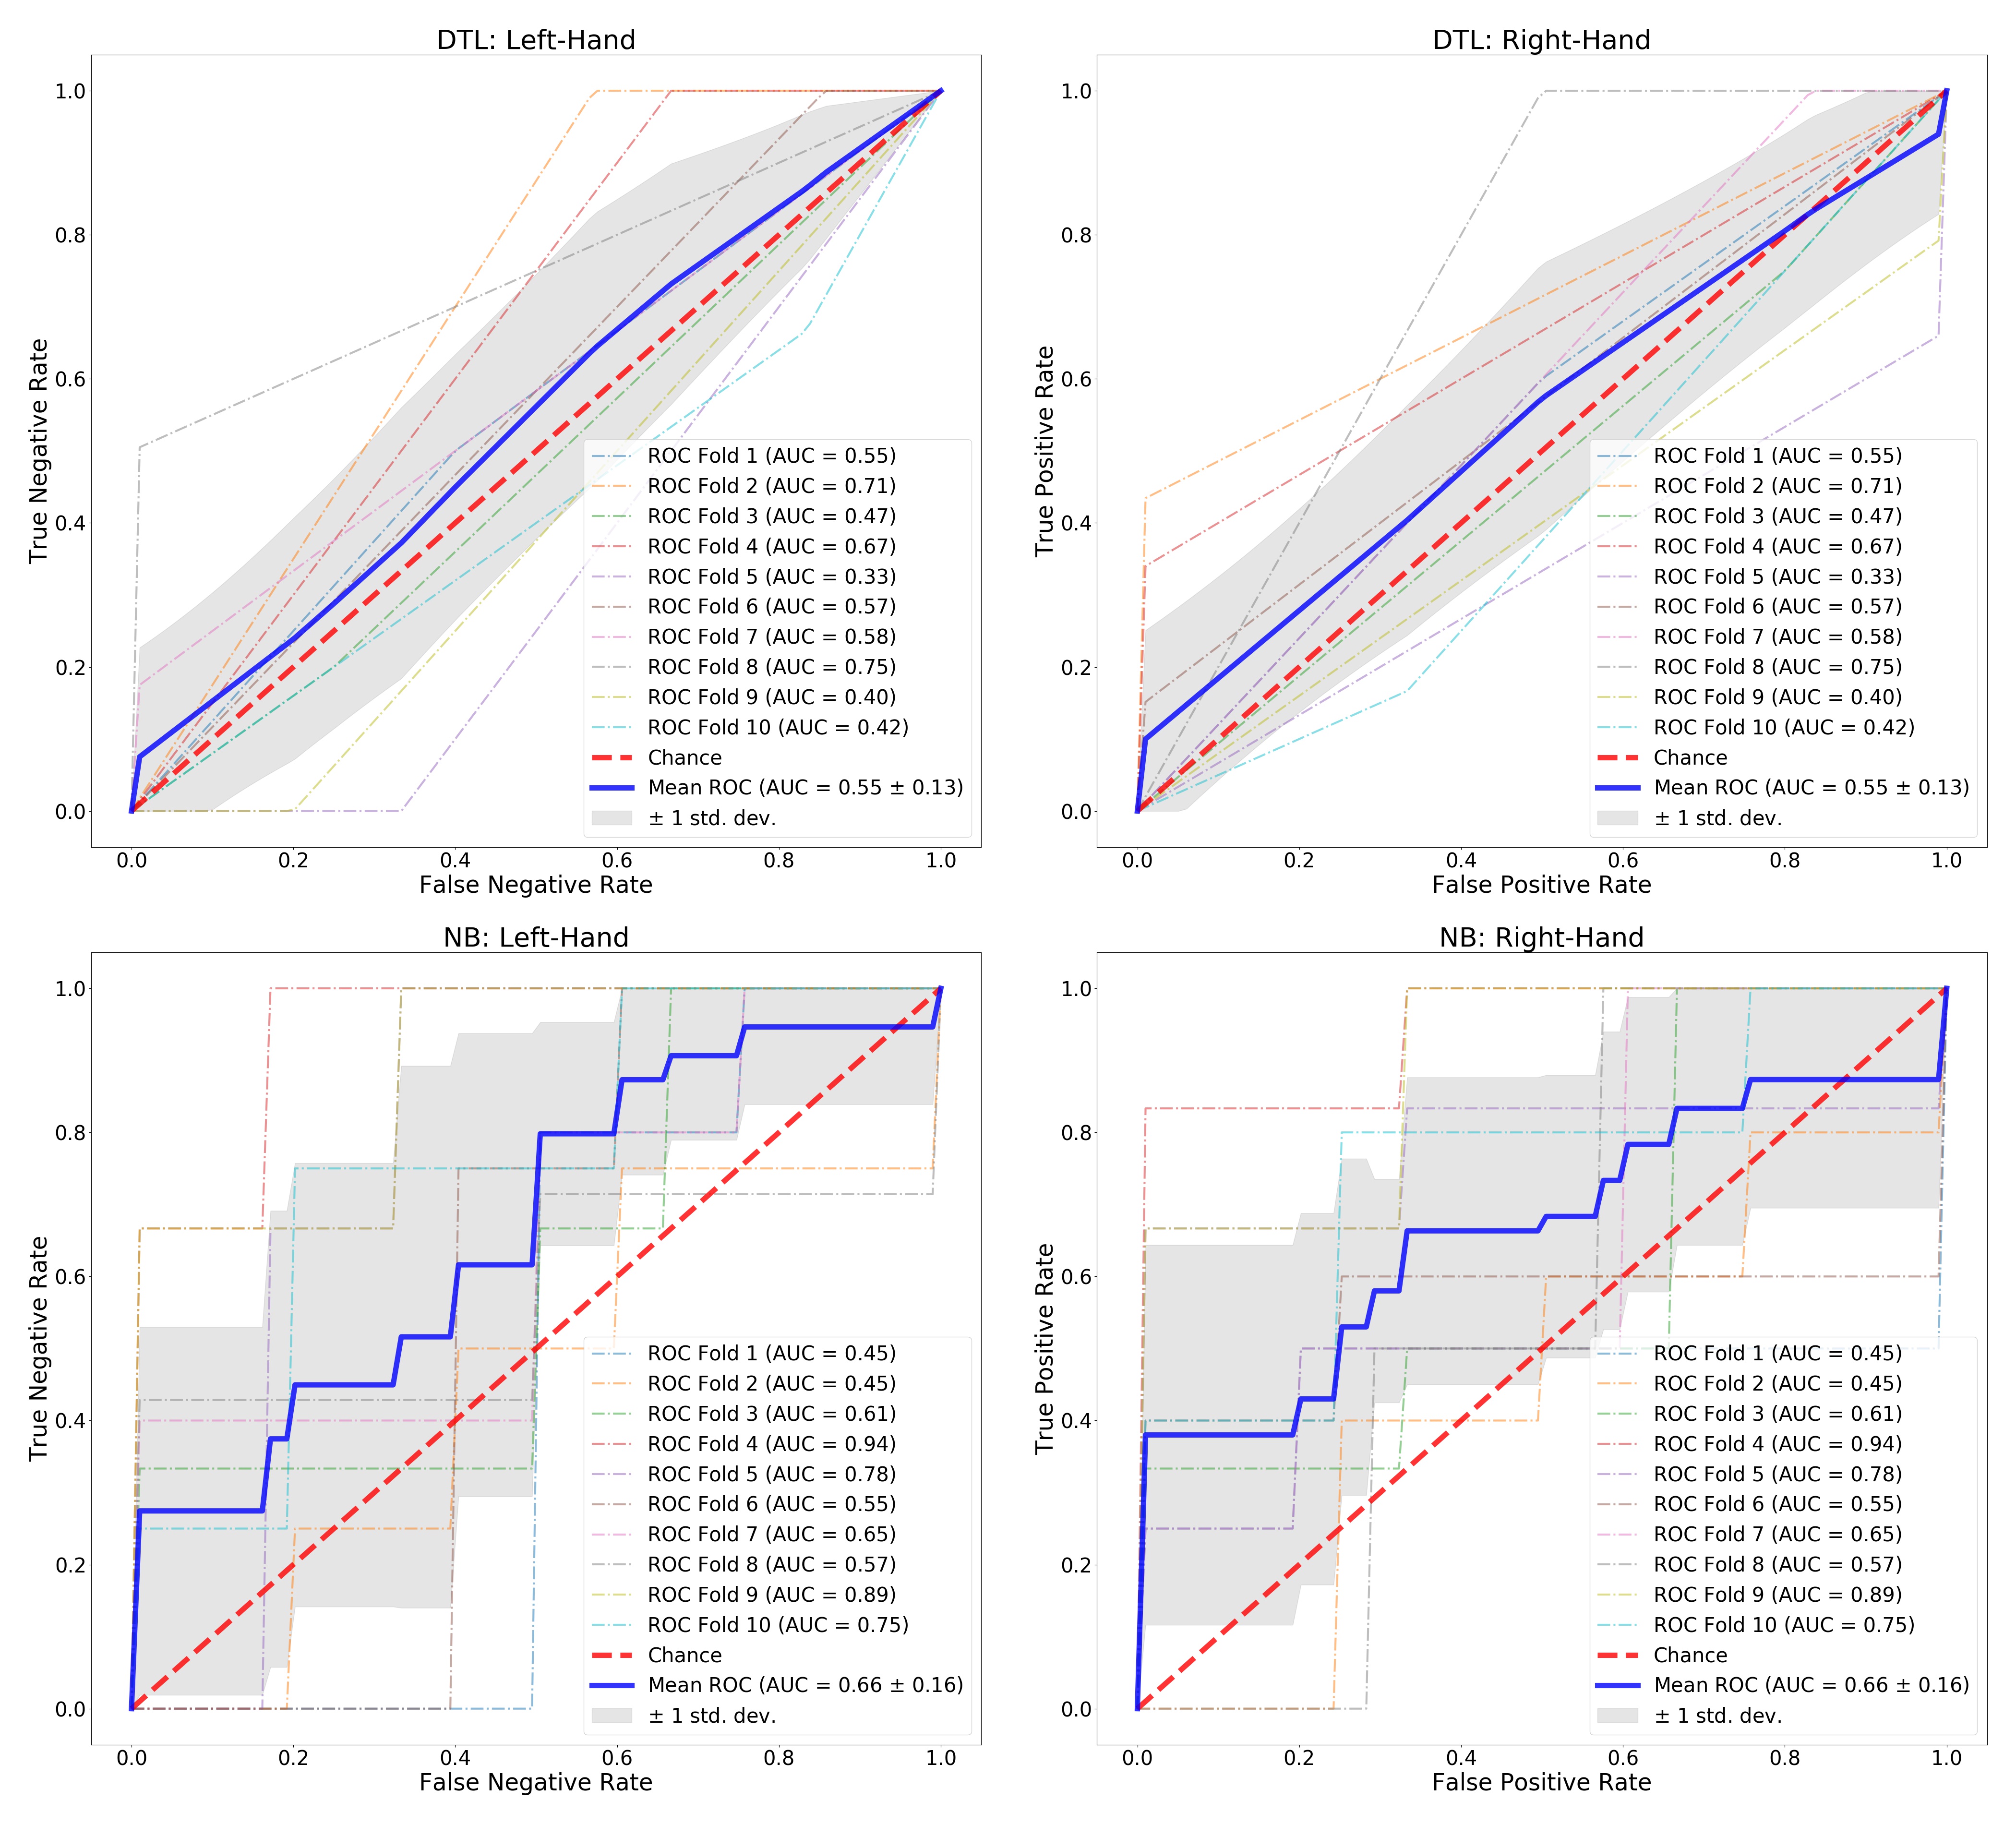 DTL: Left-Hand
True Negative Rate
1.0
0.8
0.6
0.4
0.2
0.0
ROC Fold 1 (AUC = 0.55)
ROC Fold 2 (AUC = 0.71)
ROC Fold 3 (AUC = 0.47)
ROC Fold 4 (AUC = 0.67)
ROC Fold 5 (AUC = 0.33)
ROC Fold 6 (AUC = 0.57)
ROC Fold 7 (AUC = 0.58)
ROC Fold 8 (AUC = 0.75)
ROC Fold 9 (AUC = 0.40)
ROC Fold 10 (AUC = 0.42)
Chance
Mean ROC (AUC = 0.55 ± 0.13)
± 1 std. dev.
0.0 0.2 0.4 0.6 0.8 1.0
False Negative Rate
DTL: Right-Hand
True Positive Rate
1.0
0.8
0.6
0.4
0.2
0.0
ROC Fold 1 (AUC = 0.55)
ROC Fold 2 (AUC = 0.71)
ROC Fold 3 (AUC = 0.47)
ROC Fold 4 (AUC = 0.67)
ROC Fold 5 (AUC = 0.33)
ROC Fold 6 (AUC = 0.57)
ROC Fold 7 (AUC = 0.58)
ROC Fold 8 (AUC = 0.75)
ROC Fold 9 (AUC = 0.40)
ROC Fold 10 (AUC = 0.42)
Chance
Mean ROC (AUC = 0.55 ± 0.13)
± 1 std. dev.
0.0 0.2 0.4 0.6 0.8 1.0
False Positive Rate
NB: Left-Hand
True Negative Rate
1.0
0.8
0.6
0.4
0.2
0.0
ROC Fold 1 (AUC = 0.45)
ROC Fold 2 (AUC = 0.45)
ROC Fold 3 (AUC = 0.61)
ROC Fold 4 (AUC = 0.94)
ROC Fold 5 (AUC = 0.78)
ROC Fold 6 (AUC = 0.55)
ROC Fold 7 (AUC = 0.65)
ROC Fold 8 (AUC = 0.57)
ROC Fold 9 (AUC = 0.89)
ROC Fold 10 (AUC = 0.75)
Chance
Mean ROC (AUC = 0.66 ± 0.16)
± 1 std. dev.
0.0 0.2 0.4 0.6 0.8 1.0
False Negative Rate
NB: Right-Hand
True Positive Rate
1.0
0.8
0.6
0.4
0.2
0.0
ROC Fold 1 (AUC = 0.45)
ROC Fold 2 (AUC = 0.45)
ROC Fold 3 (AUC = 0.61)
ROC Fold 4 (AUC = 0.94)
ROC Fold 5 (AUC = 0.78)
ROC Fold 6 (AUC = 0.55)
ROC Fold 7 (AUC = 0.65)
ROC Fold 8 (AUC = 0.57)
ROC Fold 9 (AUC = 0.89)
ROC Fold 10 (AUC = 0.75)
Chance
Mean ROC (AUC = 0.66 ± 0.16)
± 1 std. dev.
0.0 0.2 0.4 0.6 0.8 1.0
False Positive Rate